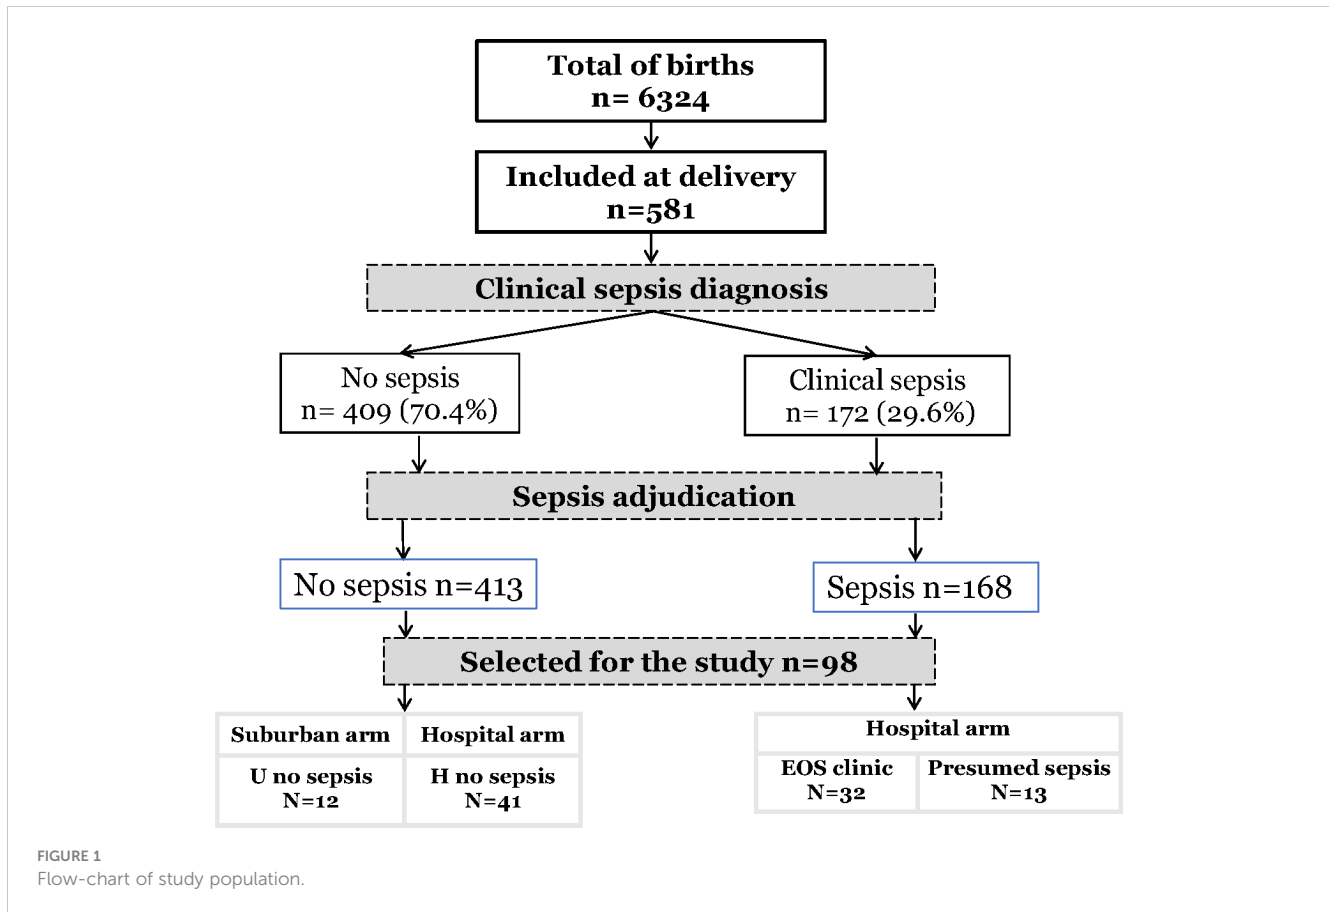 Total of births
n= 6324
Included at delivery
n=581
Clinical sepsis diagnosis
No sepsis
n= 409 (70.4%)
Clinical sepsis
n= 172 (29.6%)
Sepsis adjudication
No sepsis n=413
Sepsis n=168
Selected for the study n=98
Suburban arm
Hospital arm
U no sepsis
N=12
H no sepsis
N=41
Hospital arm
EOS clinic
N=32
Presumed sepsis
N=13
FIGURE 1
Flow-chart of study population.